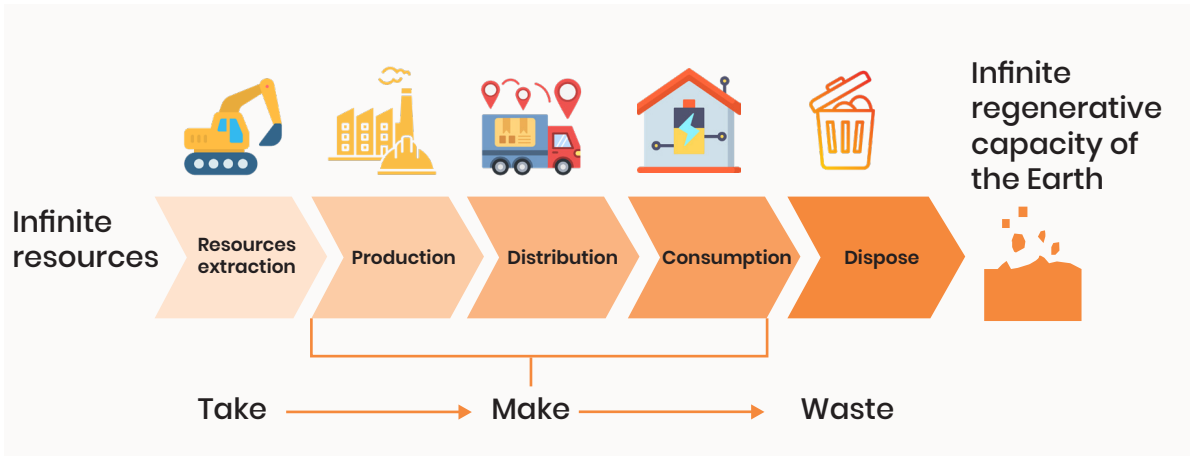 Infinite
resources
Resources
extraction
Production
Distribution
Consumption
Dispose
Infinite
regenerative
capacity of
the Earth
Take
Make
Waste